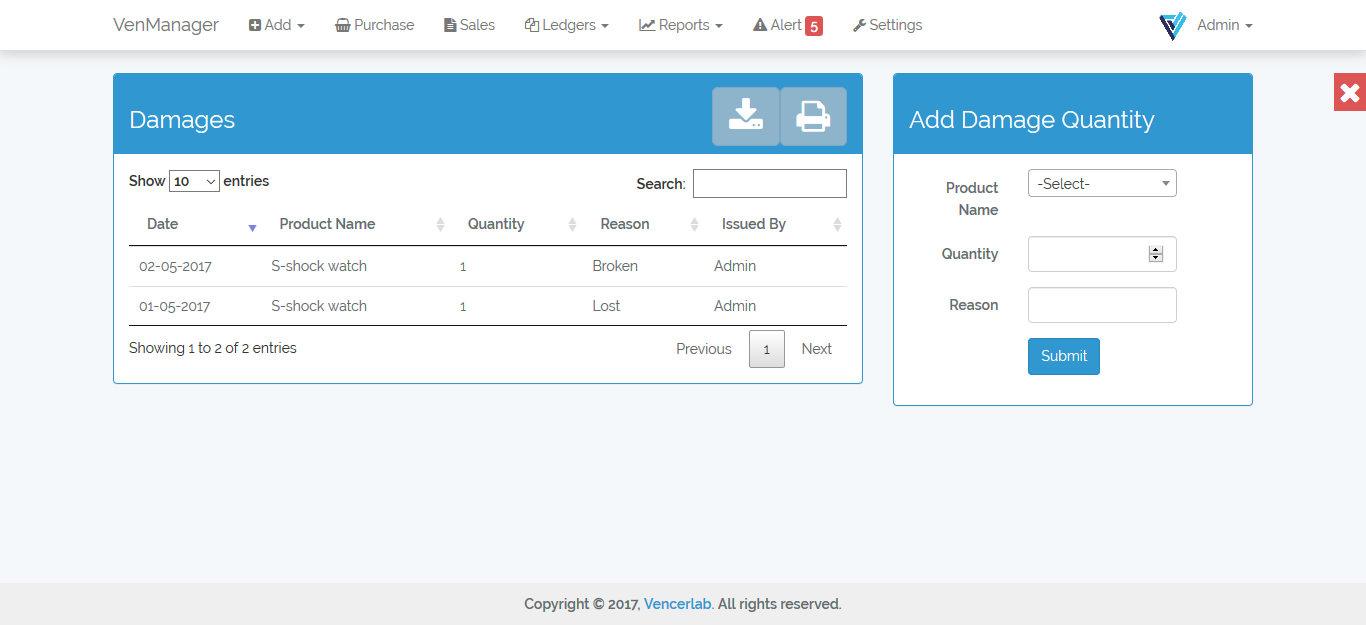 VenManager Add Purchase Sales Ledgers Reports Alert 5 Settings Admin
Damages
Show 10 entries Search:
Date Product Name Quantity Reason Issued By
02-05-2017 S-shock watch 1 Broken Admin
01-05-2017 S-shock watch 1 Lost Admin
Showing 1 to 2 of 2 entries Previous 1 Next
Add Damage Quantity
Product
Name
-Select-
Quantity
Reason
Submit
Copyright © 2017, Vencerlab. All rights reserved.